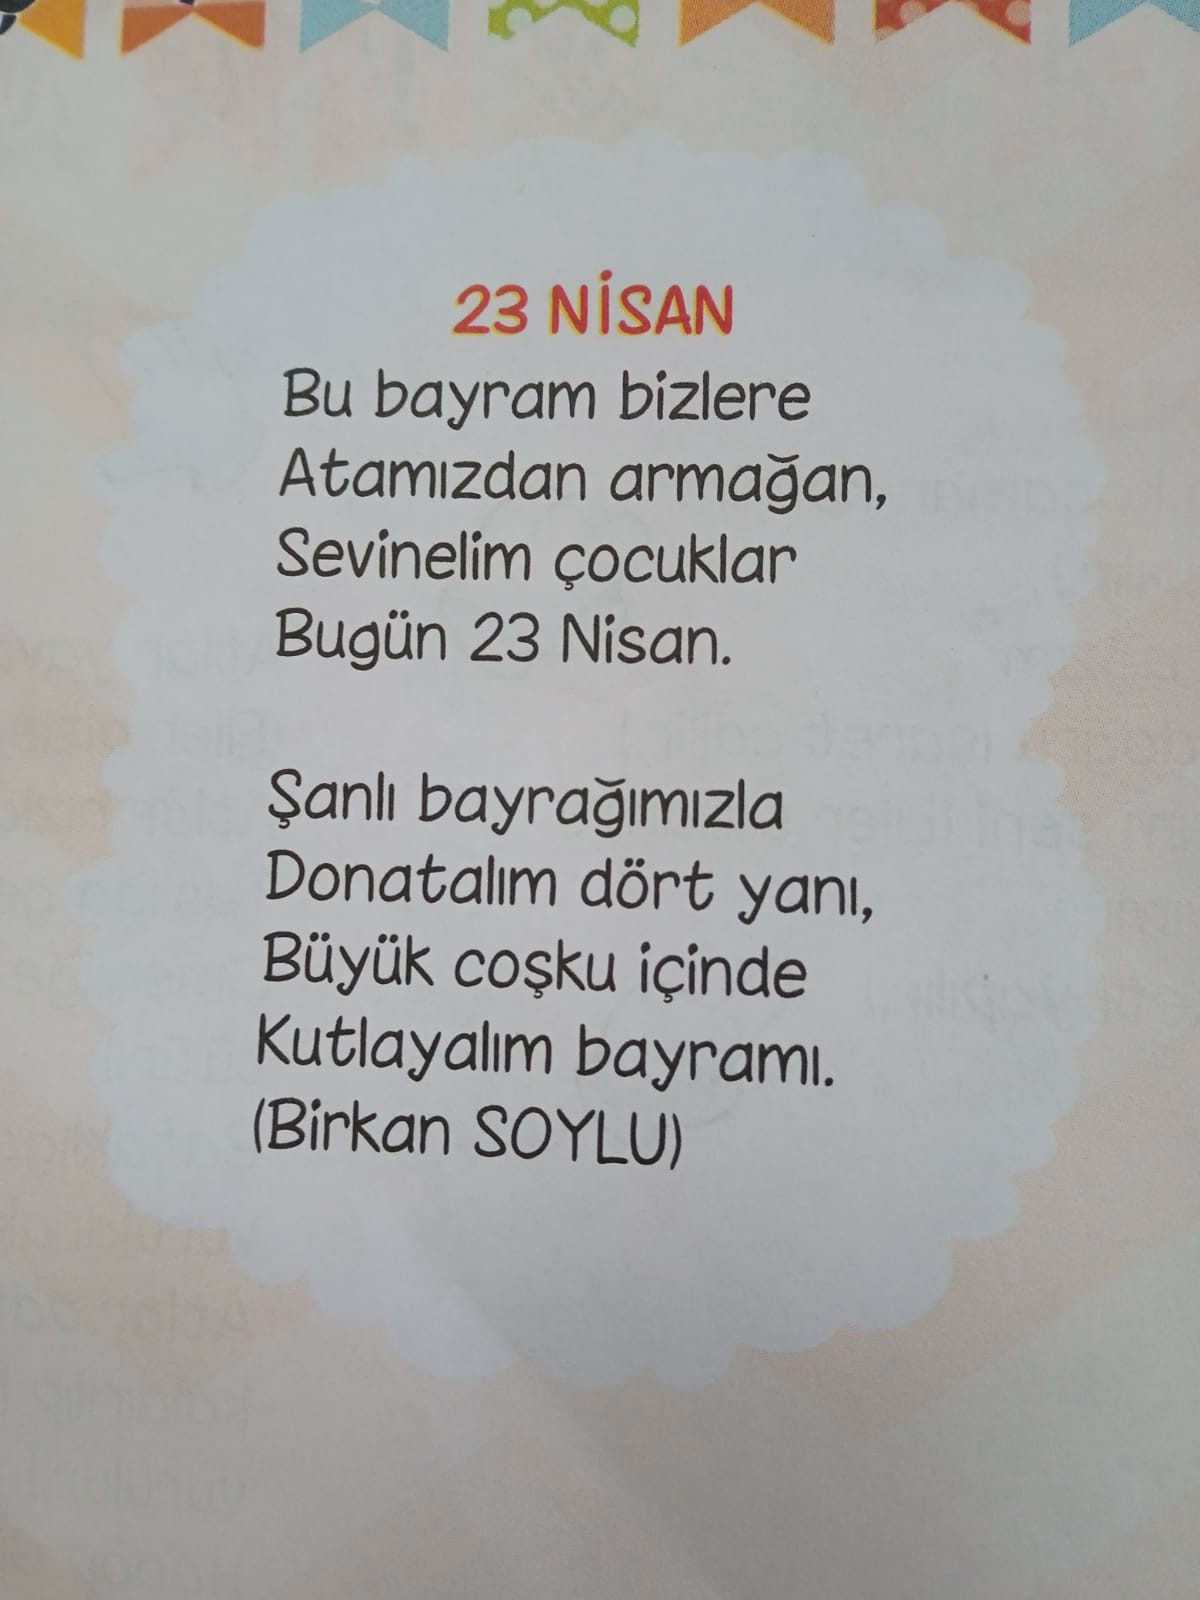 23 NİSAN
Bu bayram bizlere
Atamızdan armağan,
Sevinelim çocuklar
Bugün 23 Nisan.
Şanlı bayrağımızla
Donatalım dört yanı,
Büyük coşku içinde
Kutlayalım bayramı.
(Birkan SOYLU)